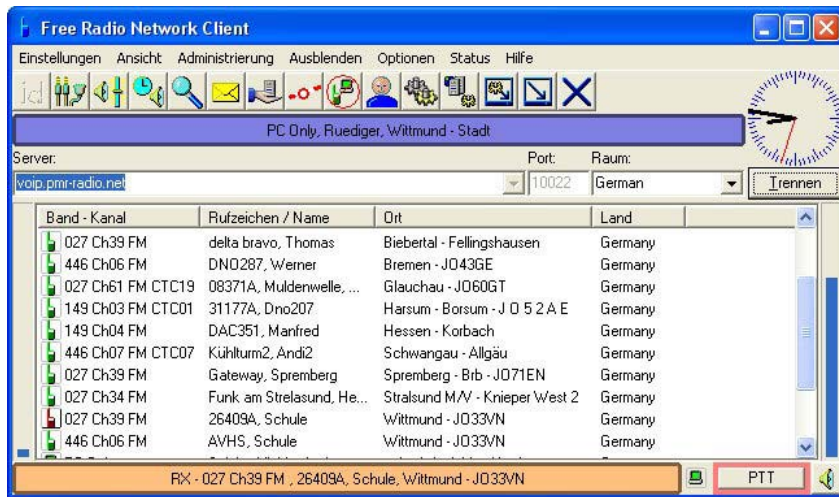 Free Radio Network Client
Einstellungen Ansicht Administrierung Ausblenden Optionen Status Hilfe
id
PC Only, Ruediger, Wittmund - Stadt
Server: Port: Raum:
voip.pmr-radio.net 10022 German Trennen
Band - Kanal Rufzeichen / Name Ort Land
027 Ch39 FM delta bravo, Thomas Biebertal - Fellingshausen Germany
446 Ch06 FM DNO287, Werner Bremen - JO43GE Germany
027 Ch61 FM CTC19 08371A, Muldenwelle, ... Glauchau - JO60GT Germany
149 Ch03 FM CTC01 31177A, Dno207 Harsum - Borsum - J O 5 2 A E Germany
149 Ch04 FM DAC351, Manfred Hessen - Korbach Germany
446 Ch07 FM CTC07 Kühlturm2, Andi2 Schwangau - Allgäu Germany
027 Ch39 FM Gateway, Spremberg Spremberg - Brb - JO71EN Germany
027 Ch34 FM Funk am Strelasund, He... Stralsund M/V - Knieper West 2 Germany
027 Ch39 FM 26409A, Schule Wittmund - JO33VN Germany
446 Ch06 FM AVHS, Schule Wittmund - JO33VN Germany
RX - 027 Ch39 FM , 26409A, Schule, Wittmund - JO33VN PTT